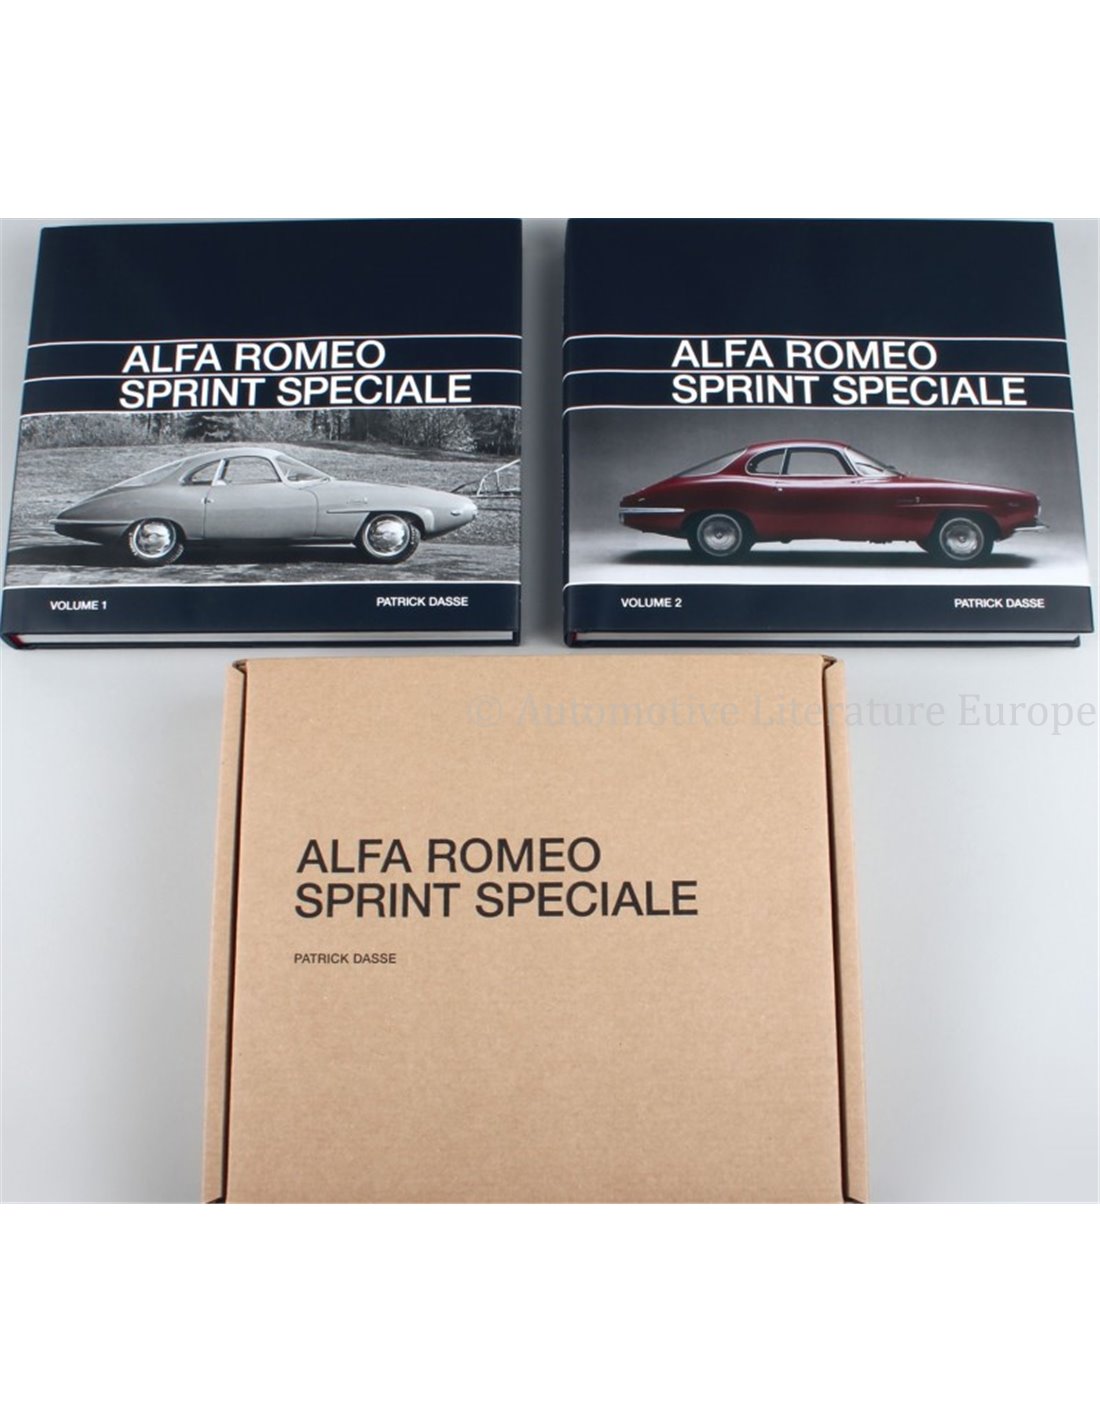 ALFA ROMEO
SPRINT SPECIALE
VOLUME 1
PATRICK DASSE
ALFA ROMEO
SPRINT SPECIALE
VOLUME 2
PATRICK DASSE
© Automotive Literature Europe
ALFA ROMEO
SPRINT SPECIALE
PATRICK DASSE